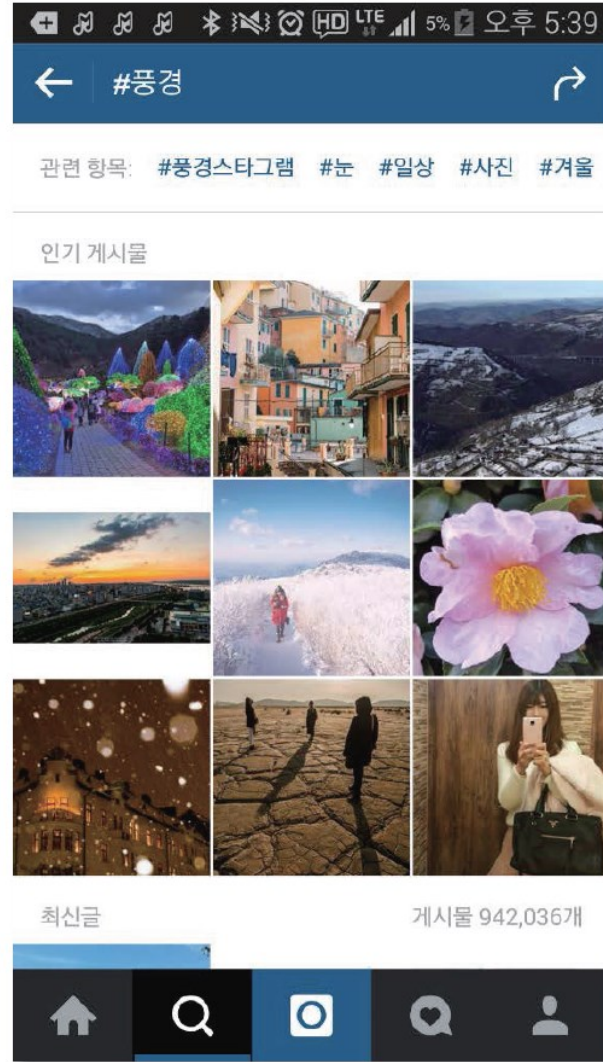 HD LTE 5% 오후 5:39
#풍경
관련 항목: #풍경스타그램 #눈 #일상 #사진 #겨울
인기 게시물
최신글 게시물 942,036개